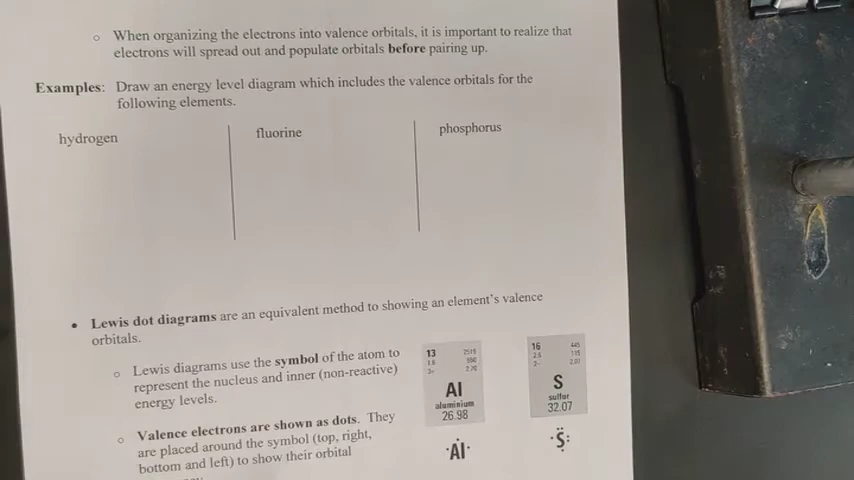 ○ When organizing the electrons into valence orbitals, it is important to realize that
electrons will spread out and populate orbitals before pairing up.
Examples: Draw an energy level diagram which includes the valence orbitals for the
following elements.
hydrogen
fluorine
phosphorus
• Lewis dot diagrams are an equivalent method to showing an element's valence
orbitals.
○ Lewis diagrams use the symbol of the atom to
represent the nucleus and inner (non-reactive)
energy levels.
○ Valence electrons are shown as dots. They
are placed around the symbol (top, right,
bottom and left) to show their orbital
13 2519
Al
aluminium
26.98
Al
16 445
S
sulfur
32.07
S